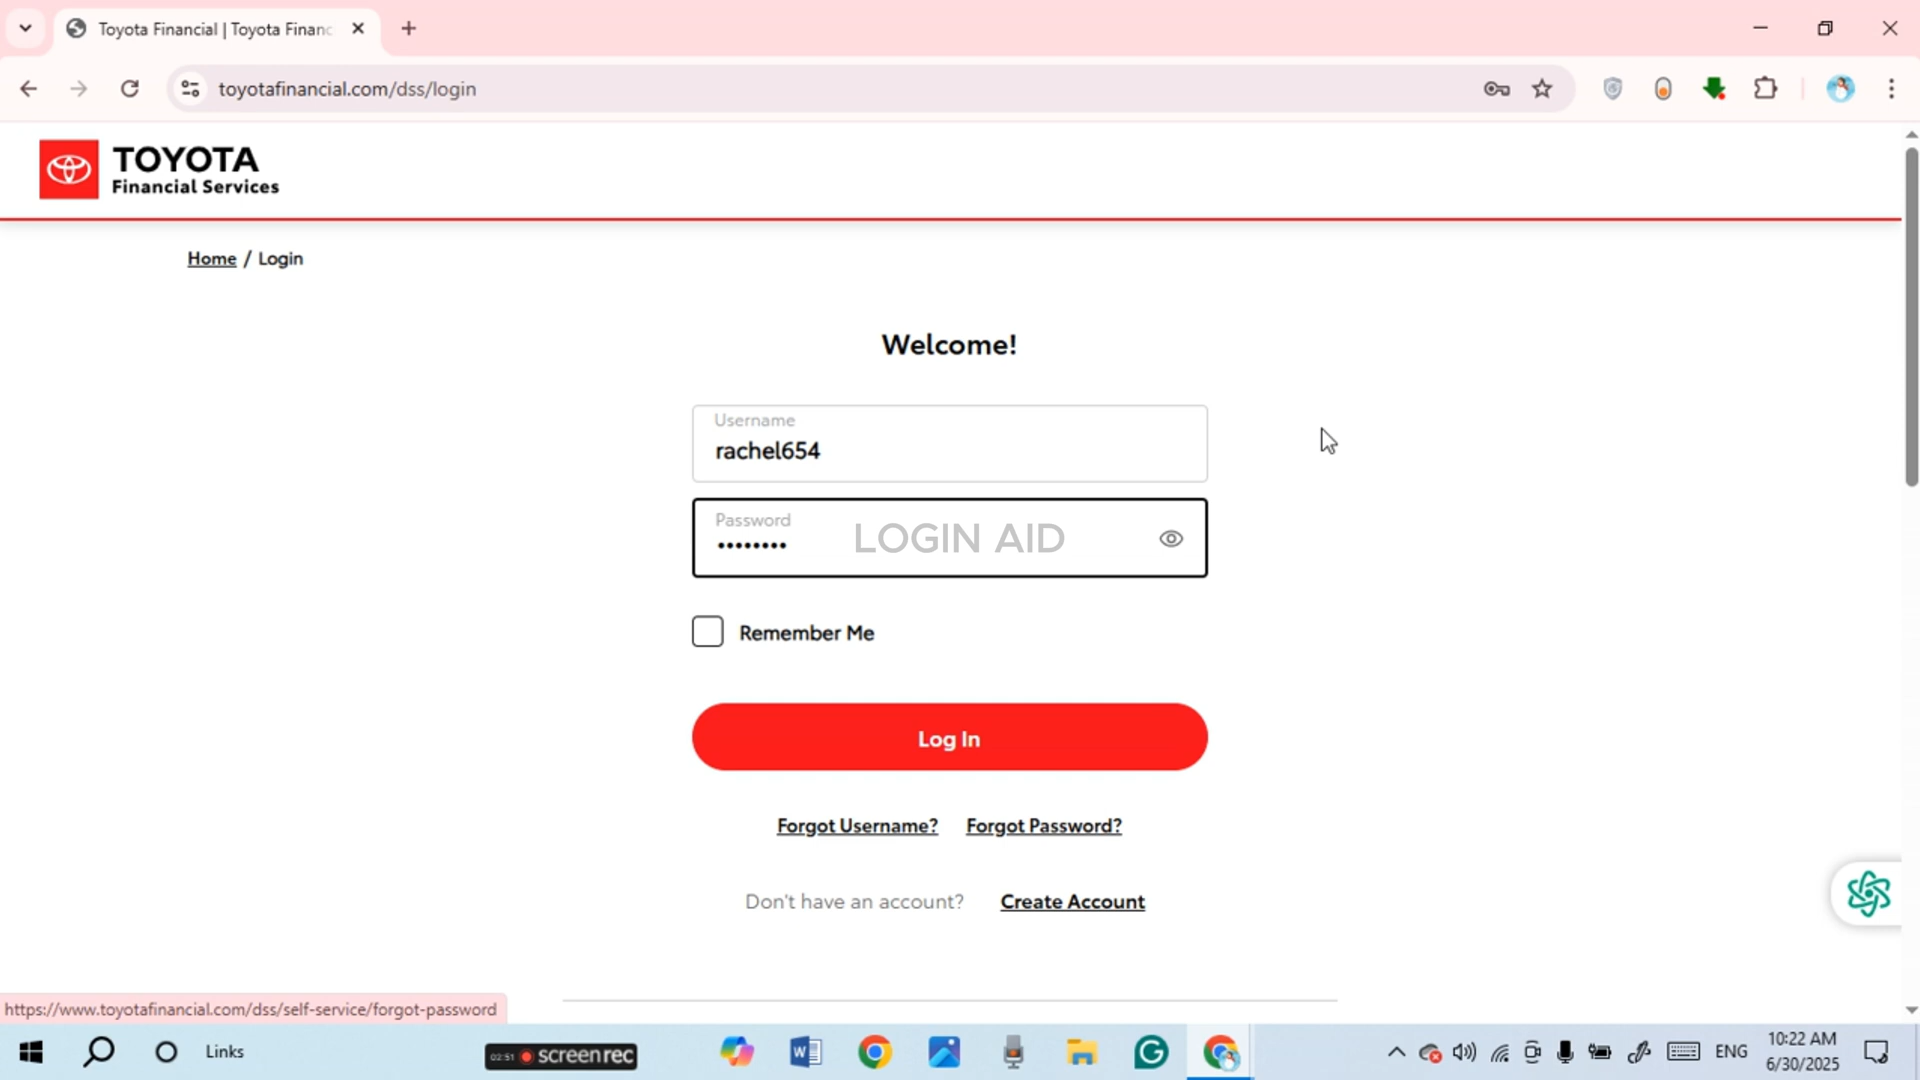 Toyota Financial | Toyota Financ
toyotafinancial.com/dss/login
TOYOTA
Financial Services
Home / Login
Welcome!
Username
rachel654
Password
••••••••
LOGIN AID
Remember Me
Log In
Forgot Username? Forgot Password?
Don't have an account? Create Account
https://www.toyotafinancial.com/dss/self-service/forgot-password
Links
02:51 screenrec
ENG
10:22 AM
6/30/2025